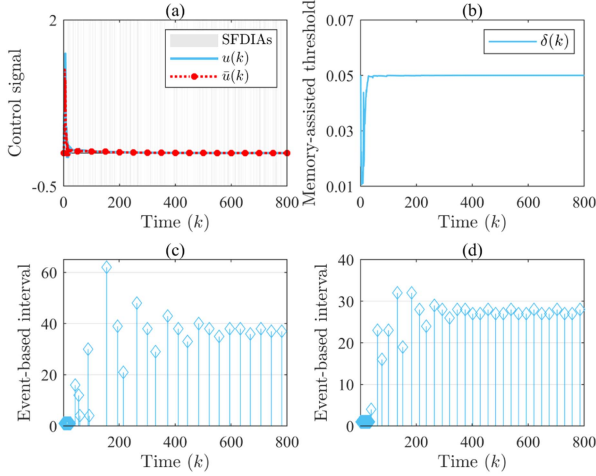 (a)
2
SFDIAs
u(k)
ū(k)
Control signal
-0.5
0 200 400 600 800
Time (k)
(b)
0.07
δ(k)
0.05
0.03
0.01
Memory-assisted threshold
0 200 400 600 800
Time (k)
(c)
60
40
20
0
Event-based interval
200 400 600 800
Time (k)
(d)
40
30
20
10
0
Event-based interval
200 400 600 800
Time (k)